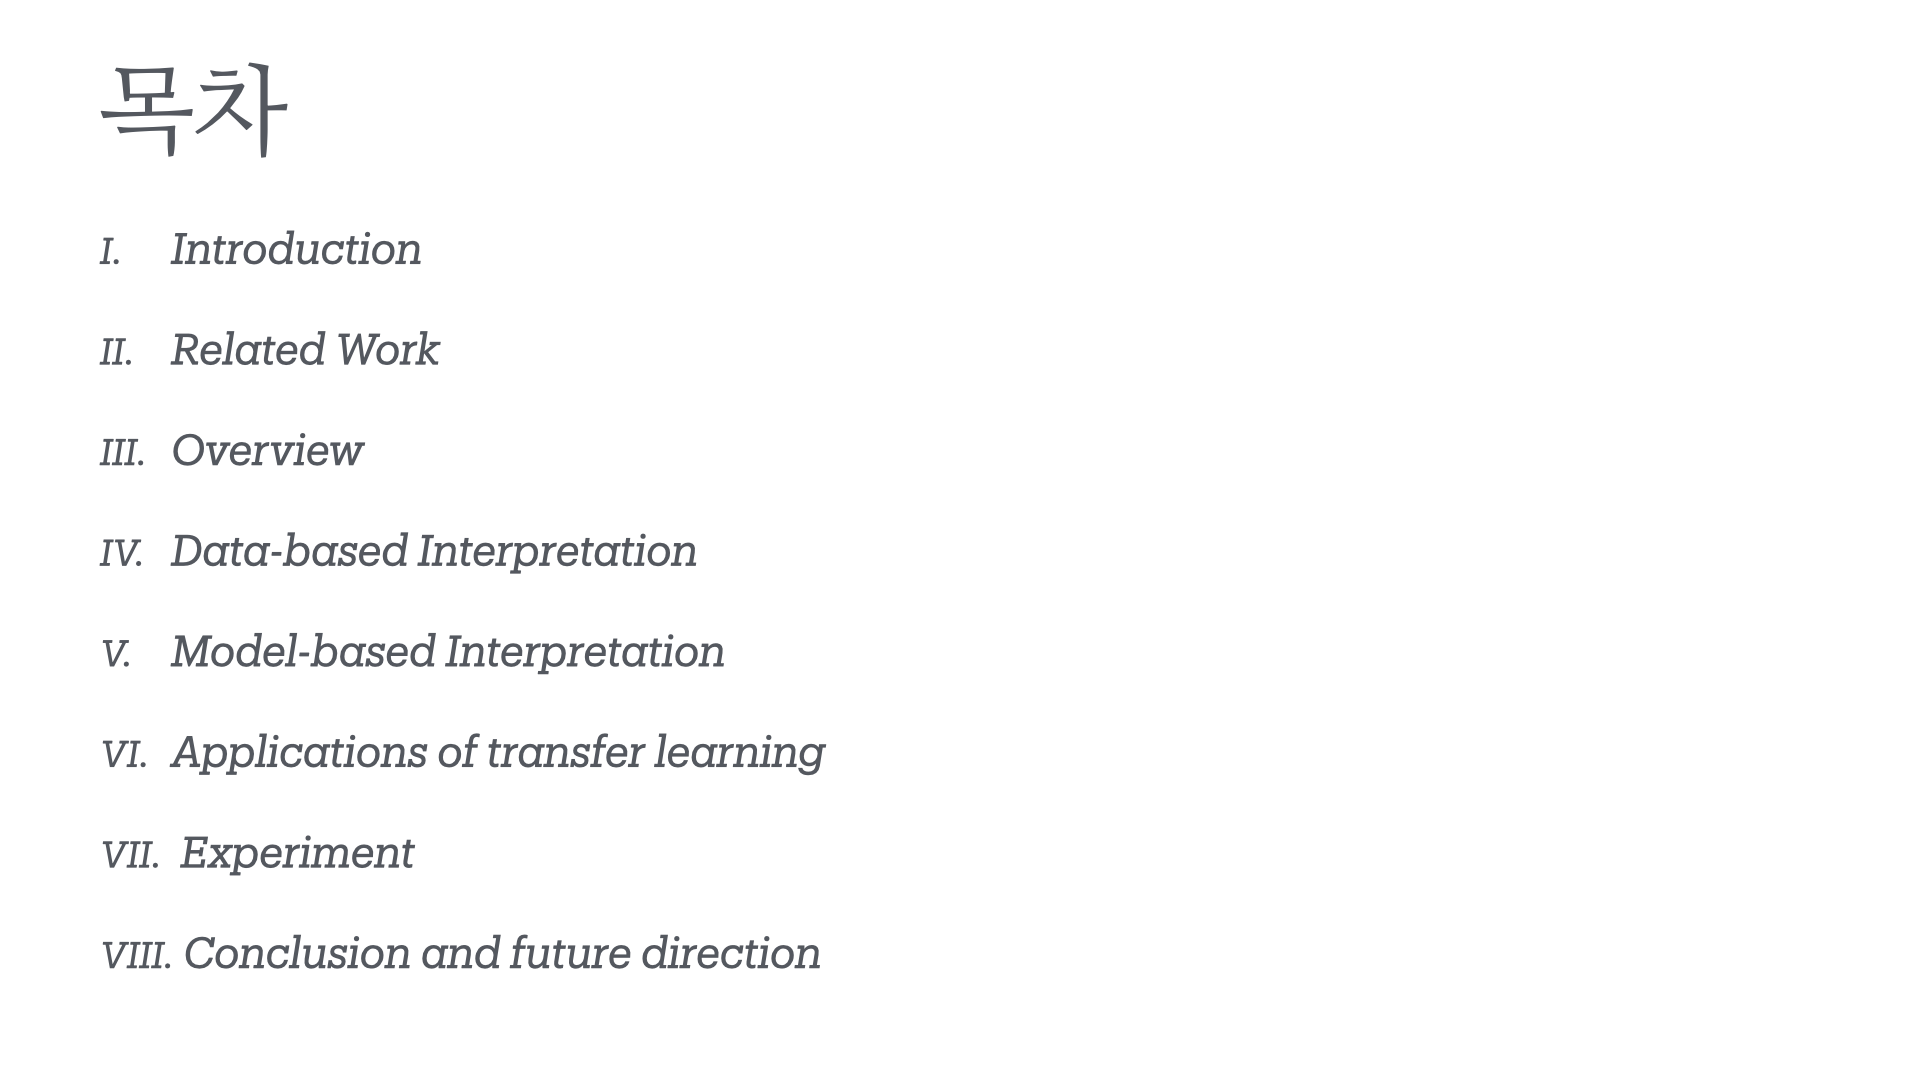 목차
I. Introduction
II. Related Work
III. Overview
IV. Data-based Interpretation
V. Model-based Interpretation
VI. Applications of transfer learning
VII. Experiment
VIII. Conclusion and future direction